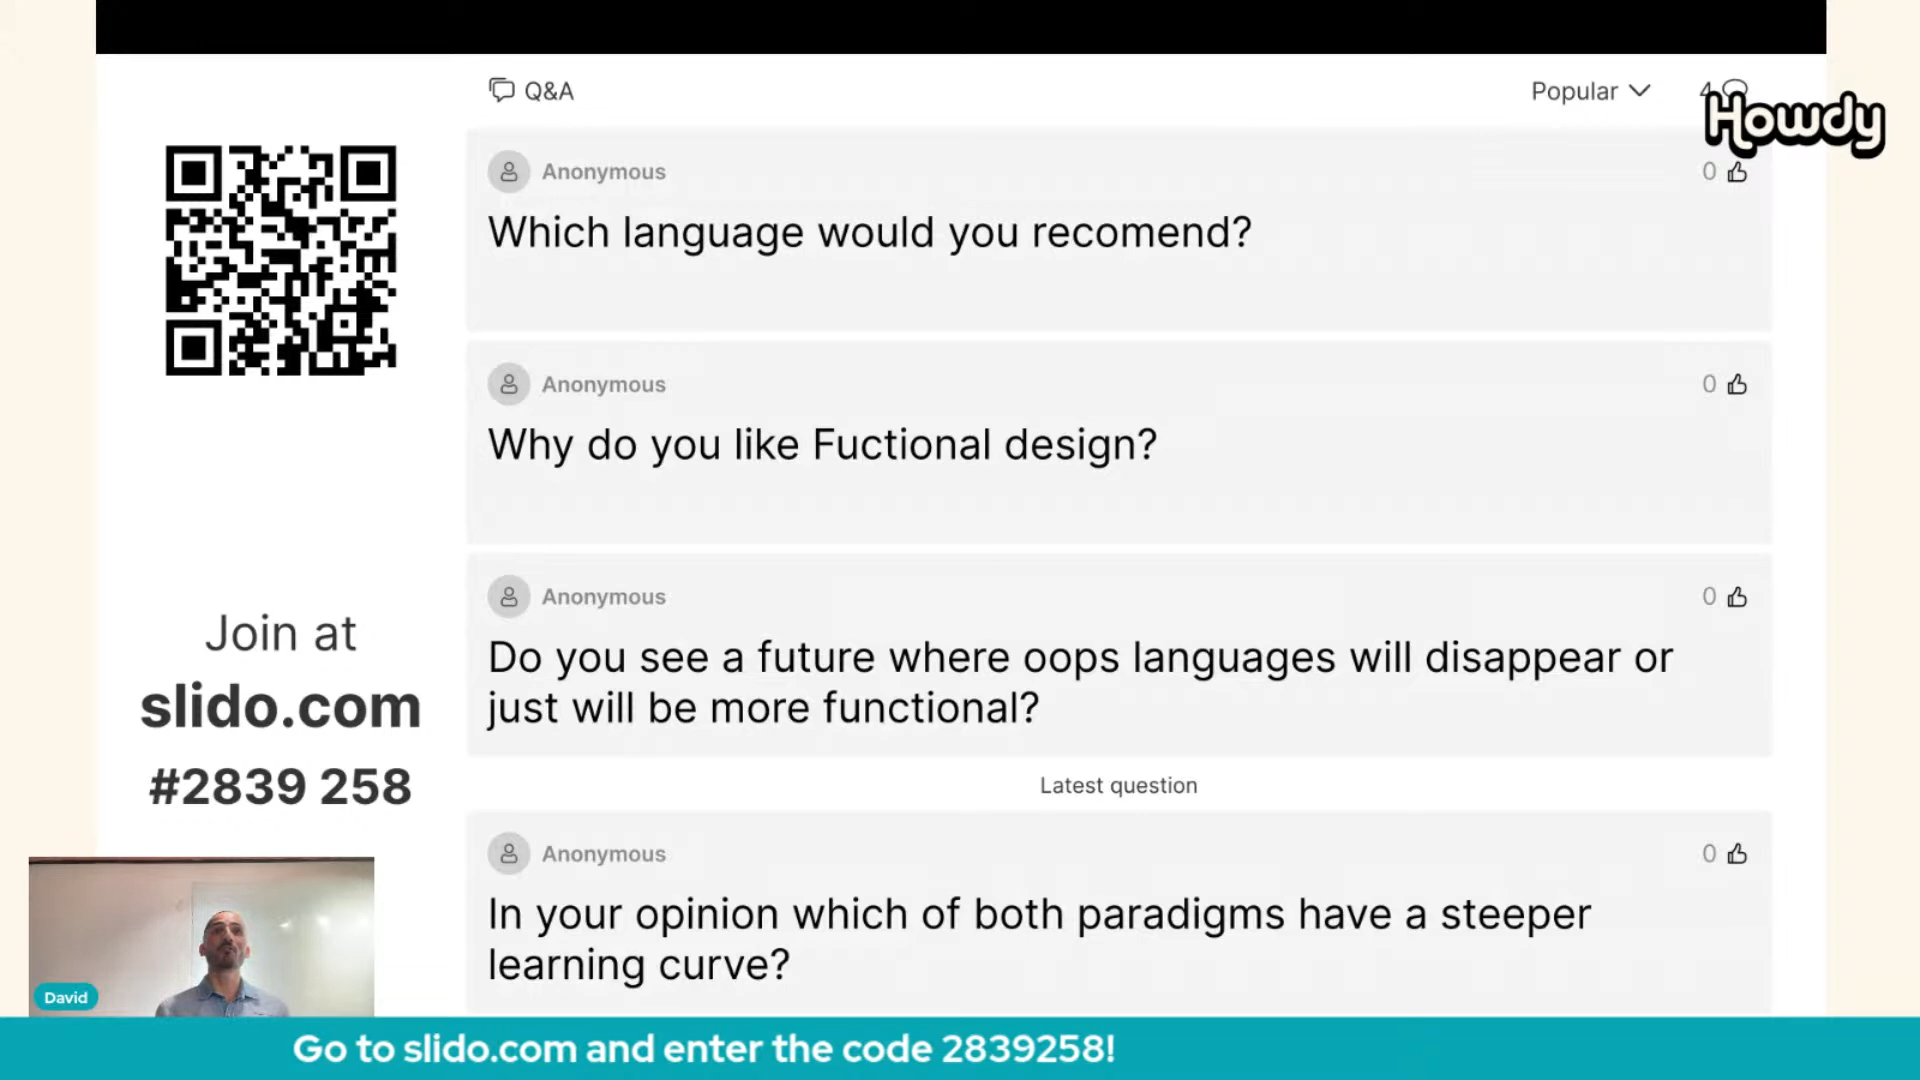 Q&A
Popular
4
Howdy
Anonymous
0
Which language would you recomend?
Anonymous
0
Why do you like Fuctional design?
Anonymous
0
Do you see a future where oops languages will disappear or
just will be more functional?
Join at
slido.com
#2839 258
Latest question
Anonymous
0
In your opinion which of both paradigms have a steeper
learning curve?
David
Go to slido.com and enter the code 2839258!